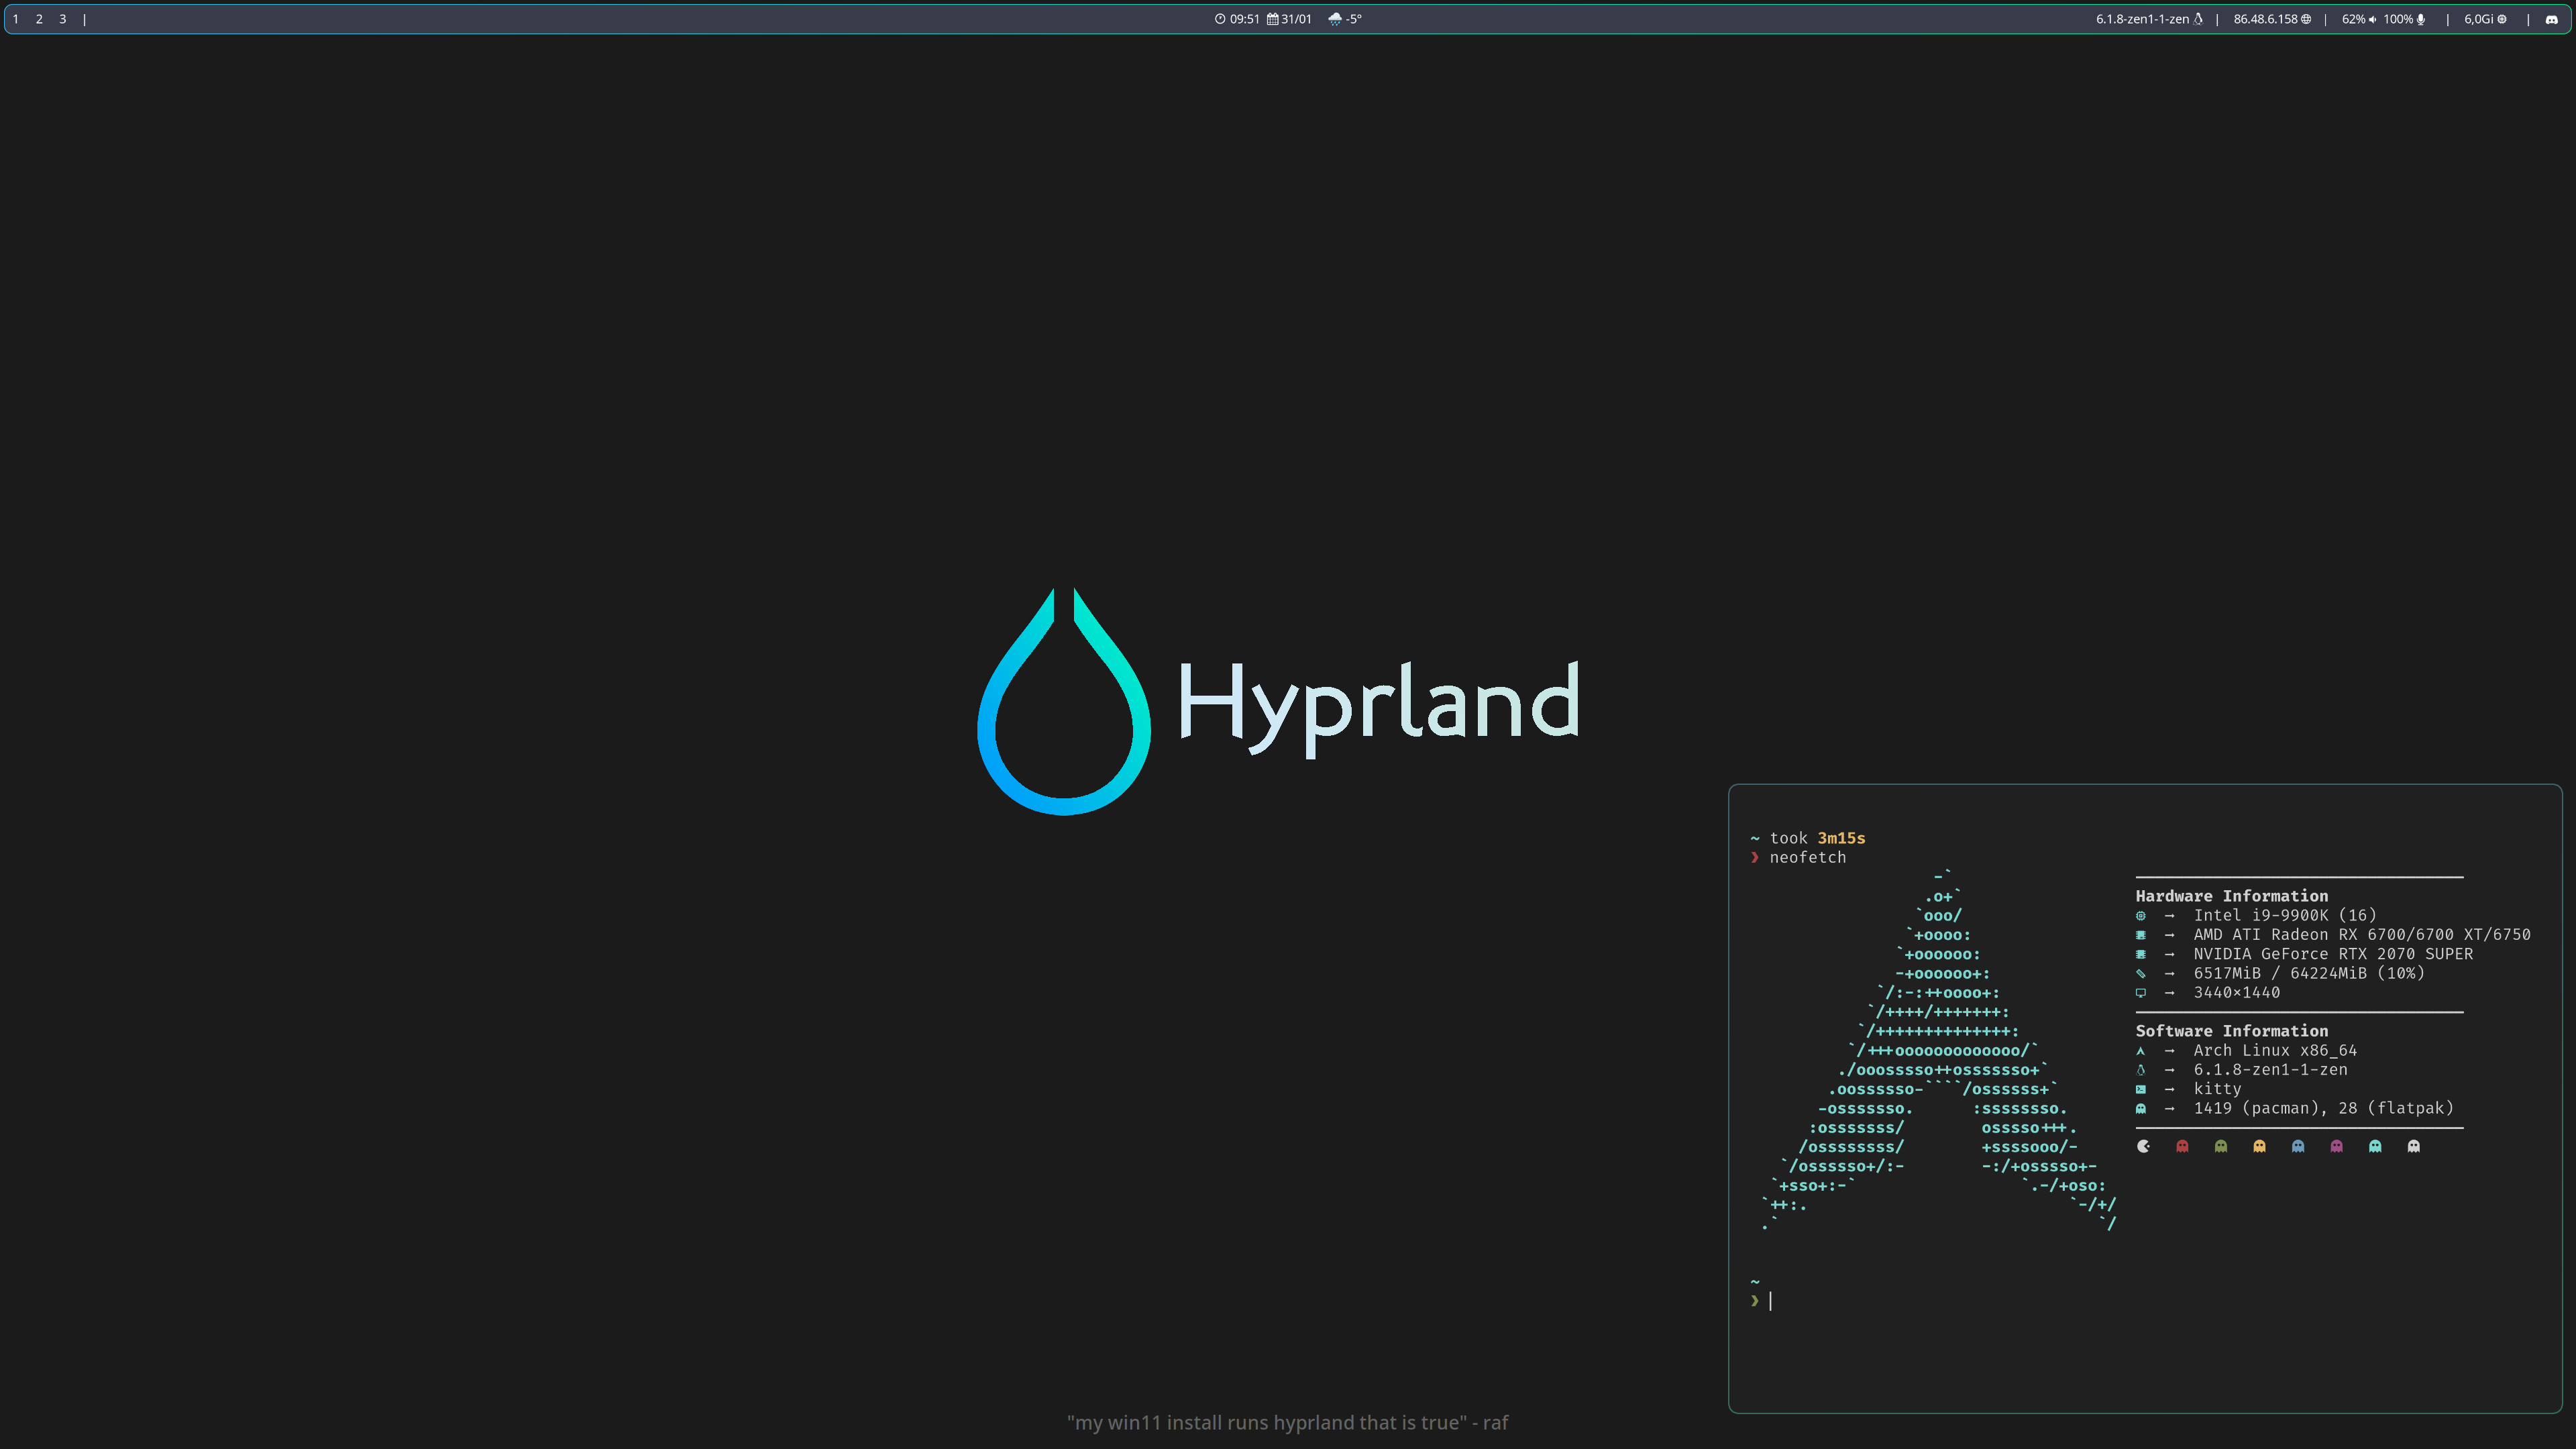 1 2 3 |
09:51 31/01 -5°
6.1.8-zen1-1-zen | 86.48.6.158 | 62% 100% | 6,0Gi |
Hyprland
~ took 3m15s
❯ neofetch
Hardware Information
→ Intel i9-9900K (16)
→ AMD ATI Radeon RX 6700/6700 XT/6750
→ NVIDIA GeForce RTX 2070 SUPER
→ 6517MiB / 64224MiB (10%)
→ 3440×1440
Software Information
→ Arch Linux x86_64
→ 6.1.8-zen1-1-zen
→ kitty
→ 1419 (pacman), 28 (flatpak)
-`
.o+`
`ooo/
`+oooo:
`+oooooo:
-+oooooo+:
`/:-:++oooo+:
`/++++/+++++++:
`/++++++++++++++:
`/+++ooooooooooooo/`
./ooosssso++osssssso+`
.oossssso-````/ossssss+`
-osssssso. :ssssssso.
:osssssss/ osssso+++.
/ossssssss/ +ssssooo/-
`/ossssso+/:- -:/+osssso+-
`+sso+:-` `.-/+oso:
`++:. `-/+/
.` `/
~
❯
"my win11 install runs hyprland that is true" - raf